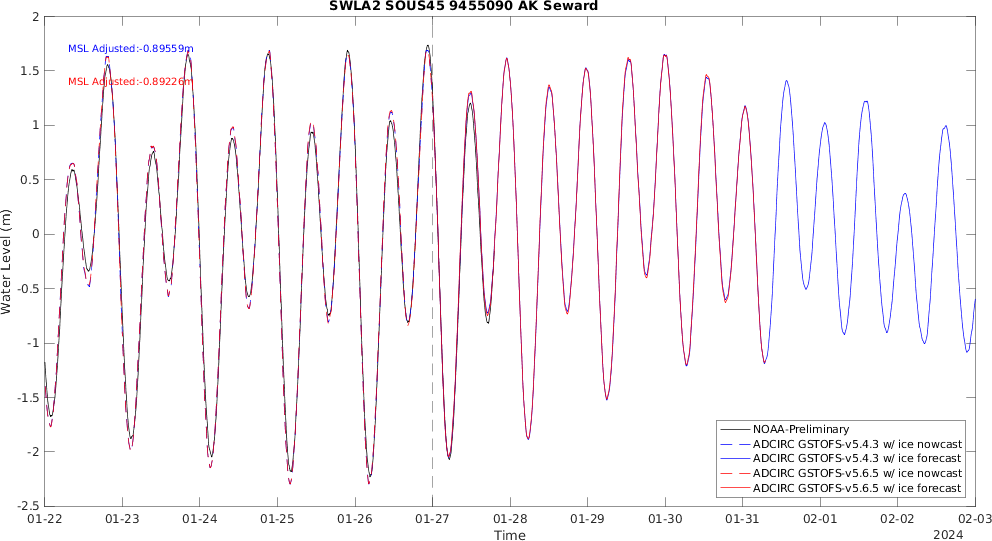 SWLA2 SOUS45 9455090 AK Seward
MSL Adjusted:-0.89559m
MSL Adjusted:-0.89226m
Water Level (m)
2
1.5
1
0.5
0
-0.5
-1
-1.5
-2
-2.5
NOAA-Preliminary
ADCIRC GSTOFS-v5.4.3 w/ ice nowcast
ADCIRC GSTOFS-v5.4.3 w/ ice forecast
ADCIRC GSTOFS-v5.6.5 w/ ice nowcast
ADCIRC GSTOFS-v5.6.5 w/ ice forecast
01-22 01-23 01-24 01-25 01-26 01-27 01-28 01-29 01-30 01-31 02-01 02-02 02-03
Time
2024